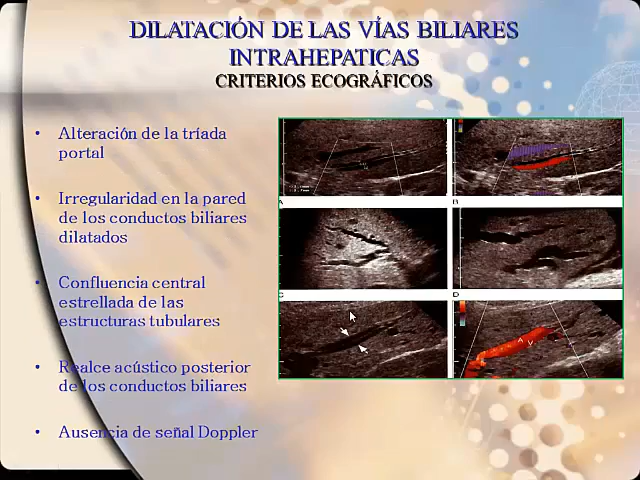 DILATACIÓN DE LAS VÍAS BILIARES
INTRAHEPATICAS
CRITERIOS ECOGRÁFICOS
• Alteración de la tríada
portal
• Irregularidad en la pared
de los conductos biliares
dilatados
• Confluencia central
estrellada de las
estructuras tubulares
• Realce acústico posterior
de los conductos biliares
• Ausencia de señal Doppler
A
B
C
D
A
V